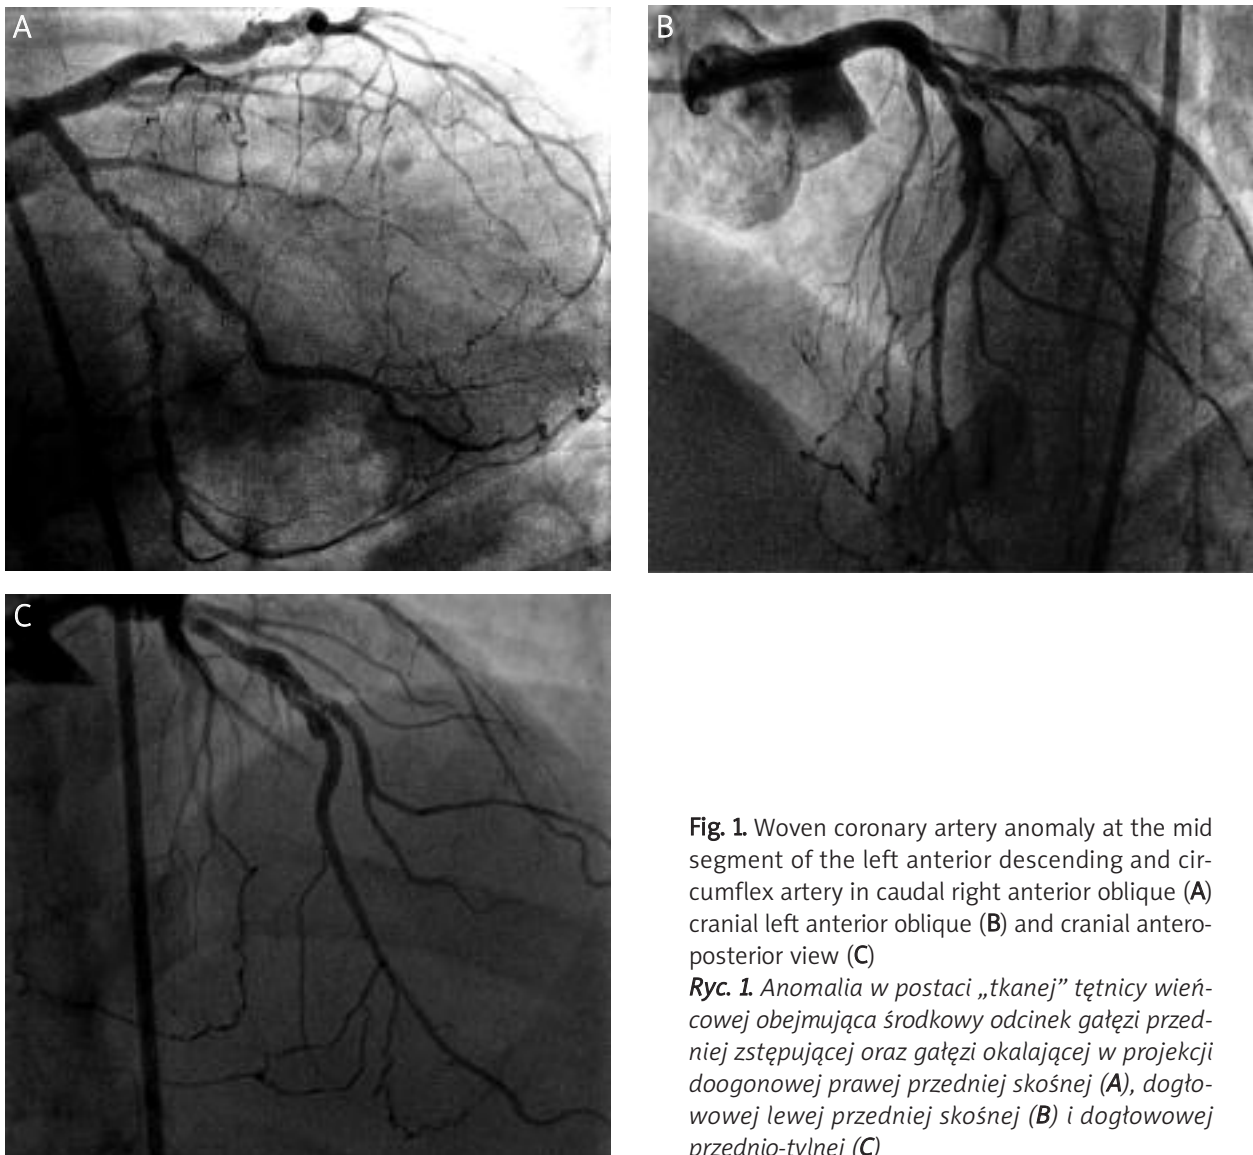 A
B
C
Fig. 1. Woven coronary artery anomaly at the mid
segment of the left anterior descending and cir-
cumflex artery in caudal right anterior oblique (A)
cranial left anterior oblique (B) and cranial antero-
posterior view (C)
Ryc. 1. Anomalia w postaci „tkanej” tętnicy wień-
cowej obejmująca środkowy odcinek gałęzi przed-
niej zstępującej oraz gałęzi okalającej w projekcji
doogonowej prawej przedniej skośnej (A), dogło-
wowej lewej przedniej skośnej (B) i dogłowowej
przednio-tylnej (C)